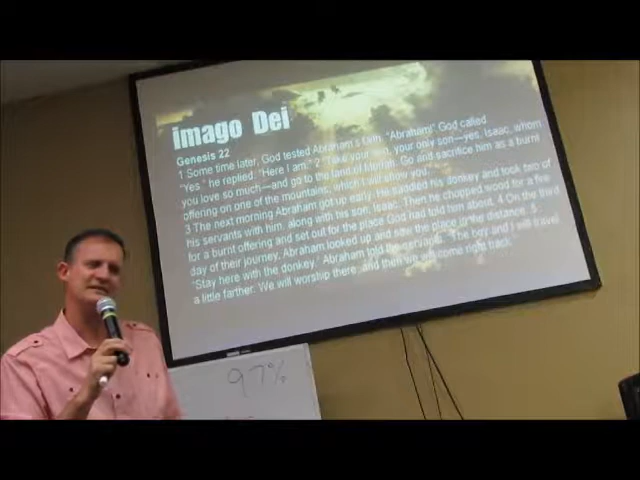 imago Dei
Genesis 22
1 Some time later, God tested Abraham's faith. "Abraham!" God called.
"Yes," he replied. "Here I am." 2 "Take your son, your only son—yes, Isaac, whom
you love so much—and go to the land of Moriah. Go and sacrifice him as a burnt
offering on one of the mountains, which I will show you."
3 The next morning Abraham got up early. He saddled his donkey and took two of
his servants with him, along with his son, Isaac. Then he chopped wood for a fire
for a burnt offering and set out for the place God had told him about. 4 On the third
day of their journey, Abraham looked up and saw the place in the distance. 5
"Stay here with the donkey," Abraham told the servants. "The boy and I will travel
a little farther. We will worship there, and then we will come right back."
97%